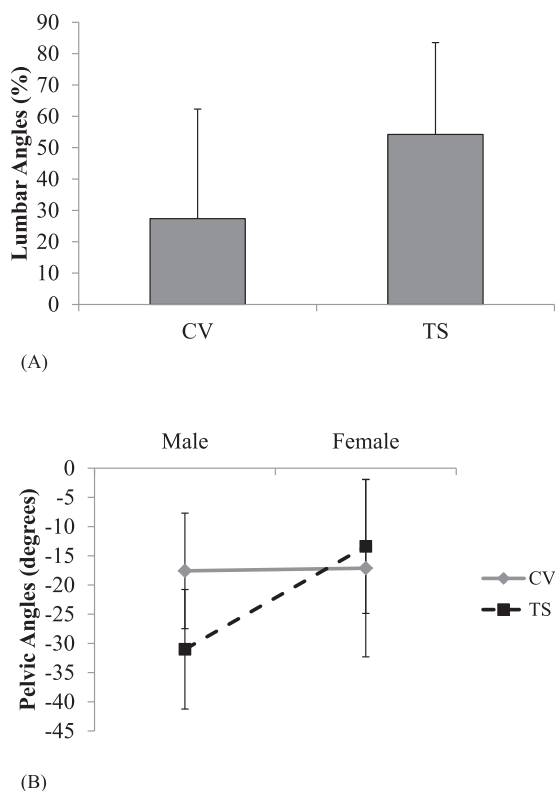 90
80
70
60
50
40
30
20
10
0
Lumbar Angles (%)
CV TS
(A)
Male Female
0
-5
-10
-15
-20
-25
-30
-35
-40
-45
Pelvic Angles (degrees)
CV
TS
(B)